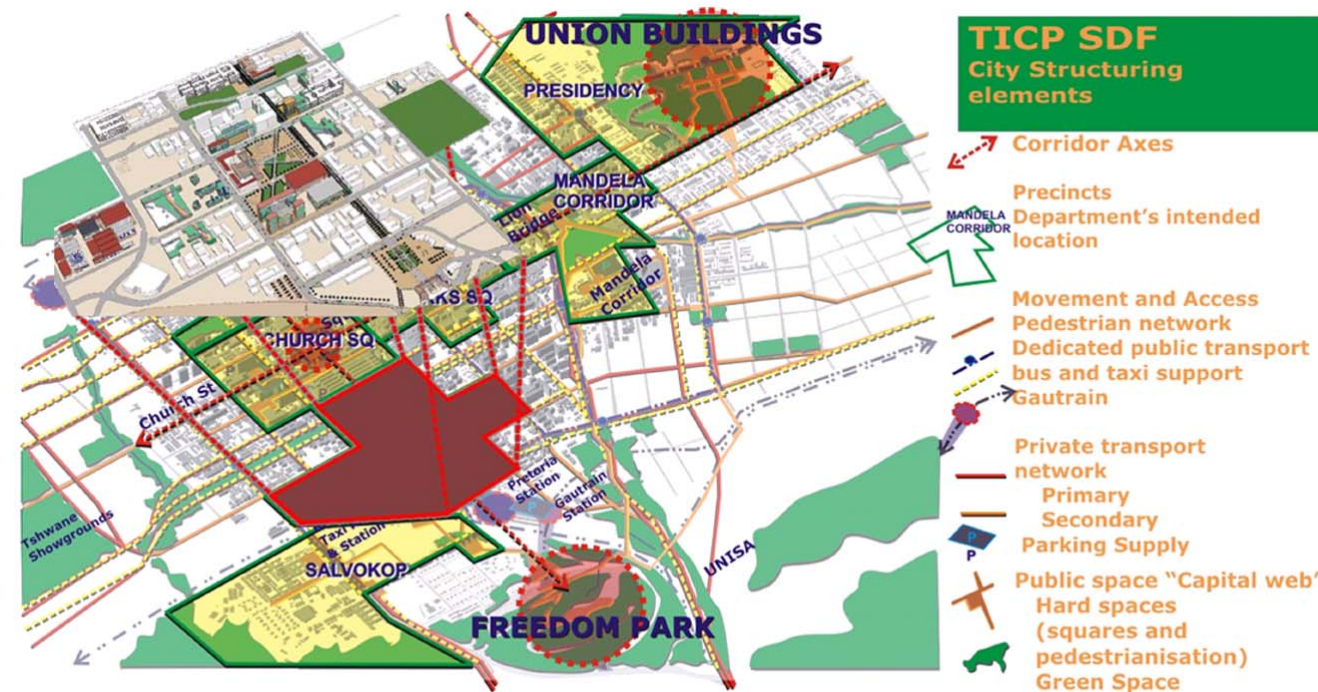 UNION BUILDINGS
PRESIDENCY
MANDELA
CORRIDOR
Lion
Bridge
Mandela
Corridor
SQ
CHURCH SQ
Church St
Pretoria
Station
Gautrain
Station
P
Tshwane
Showgrounds
& Station
SALVOKOP
UNISA
FREEDOM PARK
TICP SDF
City Structuring
elements
Corridor Axes
Precincts
MANDELA
CORRIDOR
Department's intended
location
Movement and Access
Pedestrian network
Dedicated public transport
bus and taxi support
Gautrain
Private transport
network
Primary
Secondary
Parking Supply
P
P
Public space "Capital web"
Hard spaces
(squares and
pedestrianisation)
Green Space